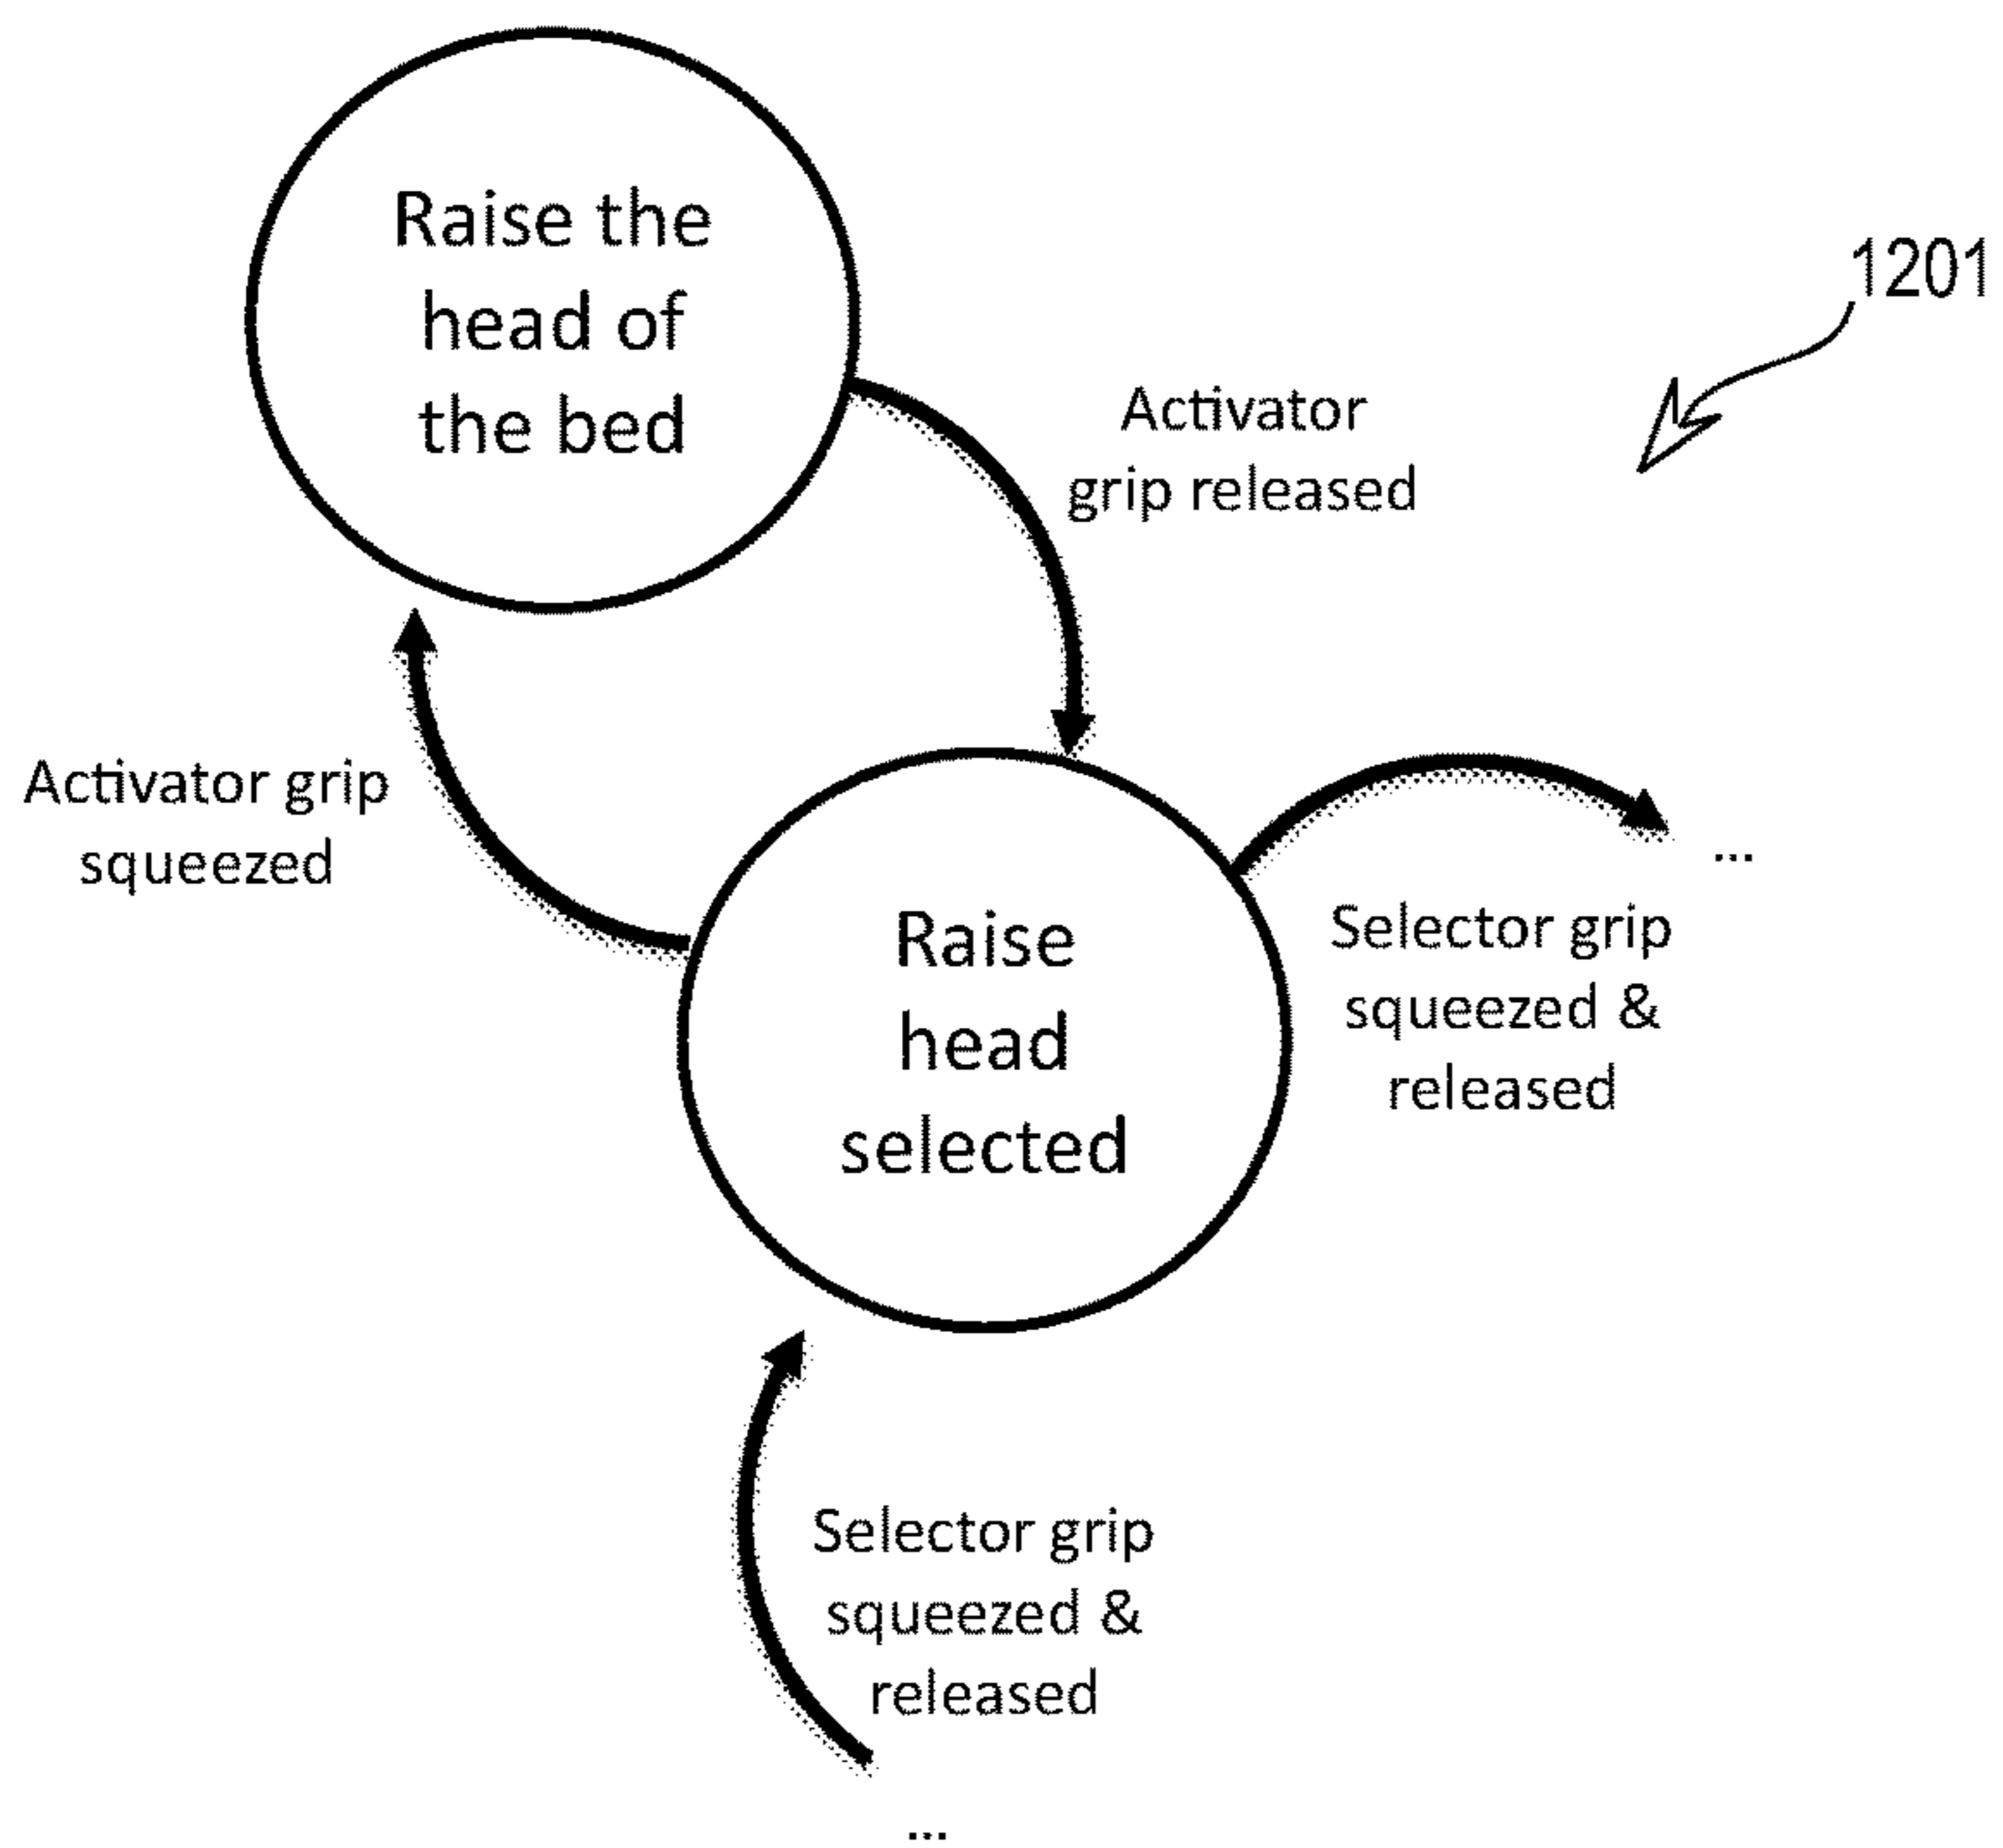 Raise the
head of
the bed
1201
Activator
grip released
Activator grip
squeezed
...
Raise
head
selected
Selector grip
squeezed &
released
Selector grip
squeezed &
released
...